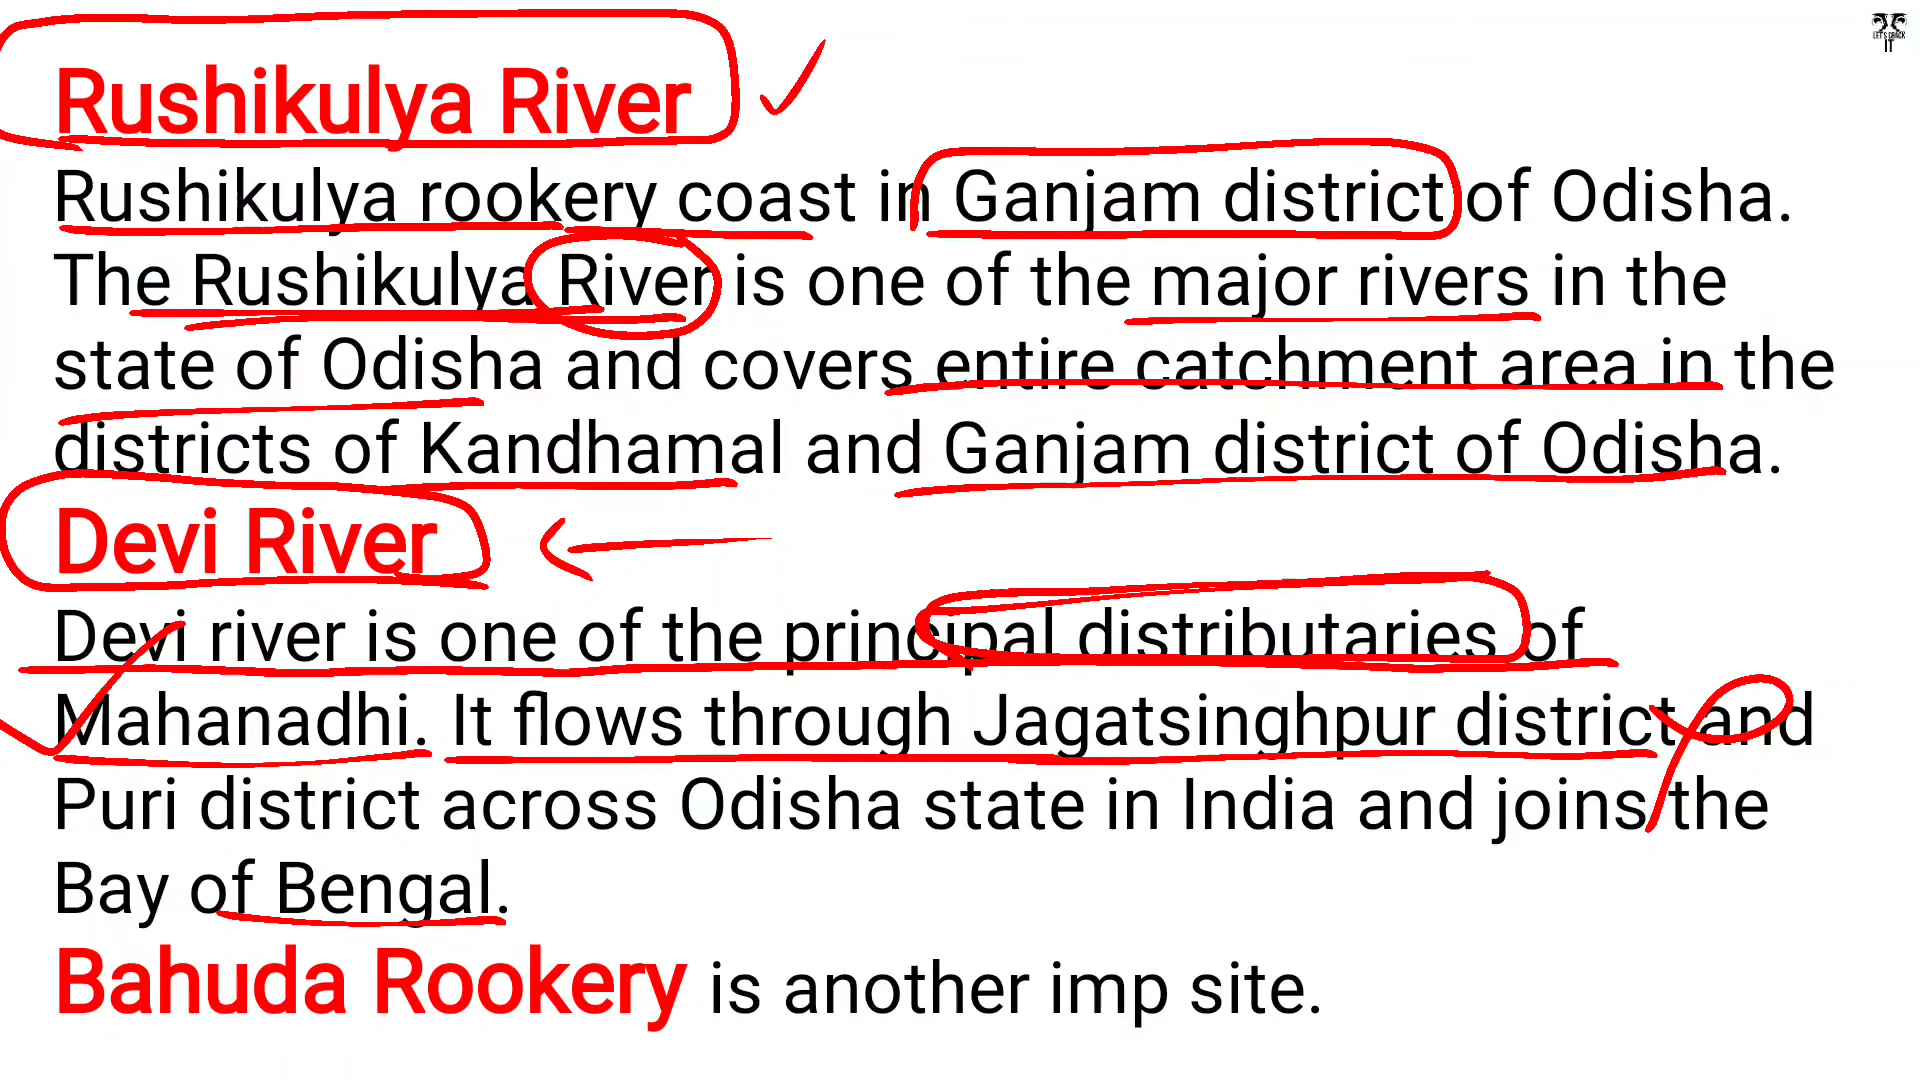 LET'S CRACK
IT
Rushikulya River
Rushikulya rookery coast in Ganjam district of Odisha.
The Rushikulya River is one of the major rivers in the
state of Odisha and covers entire catchment area in the
districts of Kandhamal and Ganjam district of Odisha.
Devi River
Devi river is one of the principal distributaries of
Mahanadhi. It flows through Jagatsinghpur district and
Puri district across Odisha state in India and joins the
Bay of Bengal.
Bahuda Rookery is another imp site.